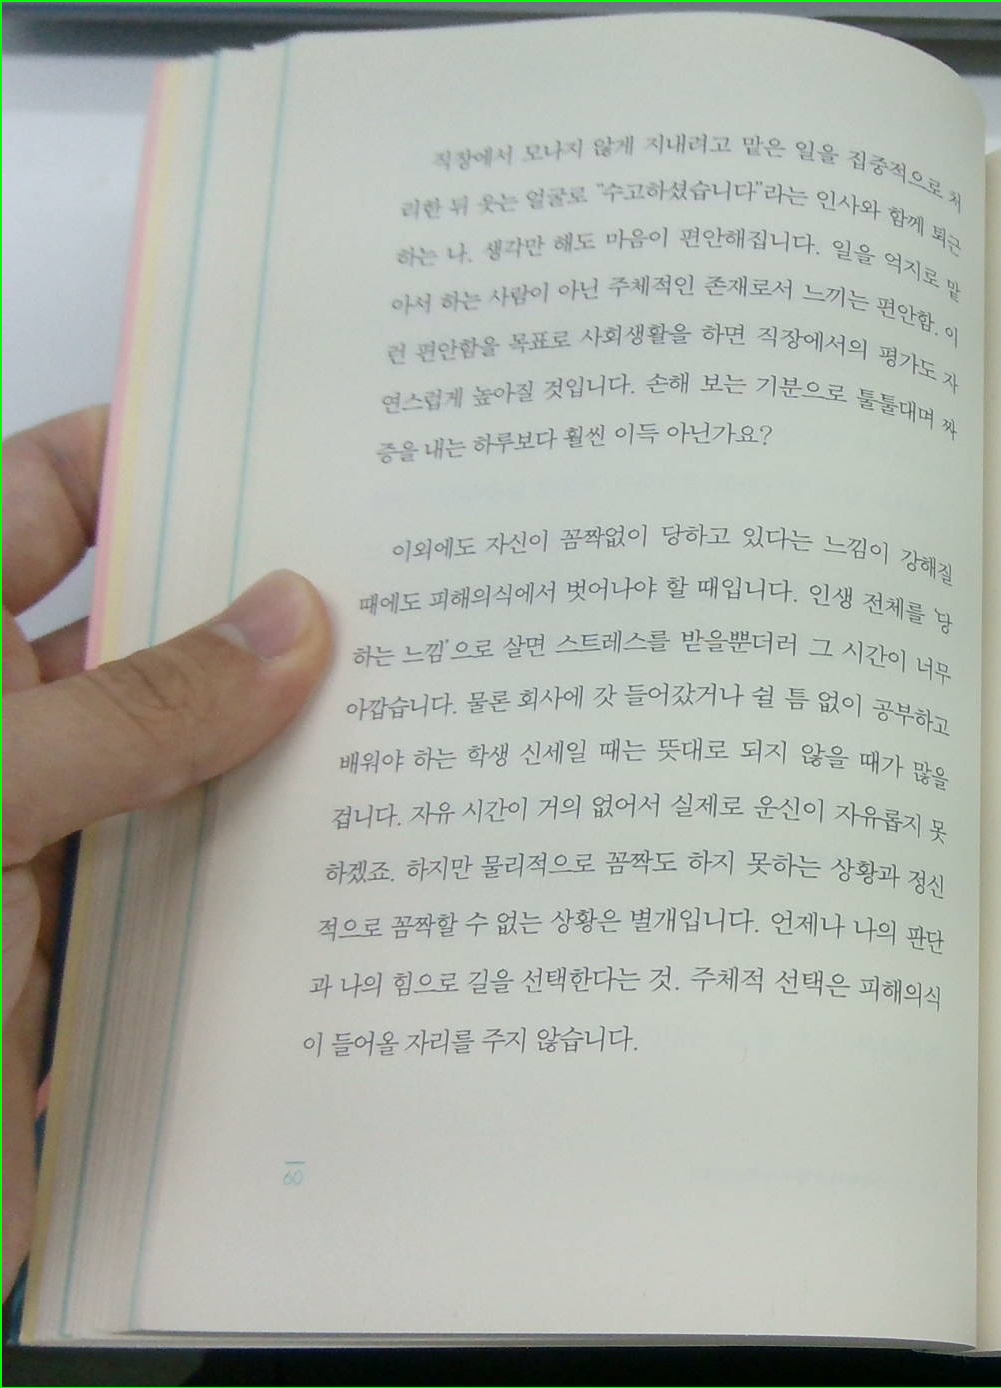 직장에서 모나지 않게 지내려고 맡은 일을 집중적으로 처
리한 뒤 웃는 얼굴로 "수고하셨습니다"라는 인사와 함께 퇴근
하는 나. 생각만 해도 마음이 편안해집니다. 일을 억지로 맡
아서 하는 사람이 아닌 주체적인 존재로서 느끼는 편안함. 이
런 편안함을 목표로 사회생활을 하면 직장에서의 평가도 자
연스럽게 높아질 것입니다. 손해 보는 기분으로 툴툴대며 짜
증을 내는 하루보다 훨씬 이득 아닌가요?
이외에도 자신이 꼼짝없이 당하고 있다는 느낌이 강해질
때에도 피해의식에서 벗어나야 할 때입니다. 인생 전체를 '당
하는 느낌'으로 살면 스트레스를 받을뿐더러 그 시간이 너무
아깝습니다. 물론 회사에 갓 들어갔거나 쉴 틈 없이 공부하고
배워야 하는 학생 신세일 때는 뜻대로 되지 않을 때가 많을
겁니다. 자유 시간이 거의 없어서 실제로 운신이 자유롭지 못
하겠죠. 하지만 물리적으로 꼼짝도 하지 못하는 상황과 정신
적으로 꼼짝할 수 없는 상황은 별개입니다. 언제나 나의 판단
과 나의 힘으로 길을 선택한다는 것. 주체적 선택은 피해의식
이 들어올 자리를 주지 않습니다.
60